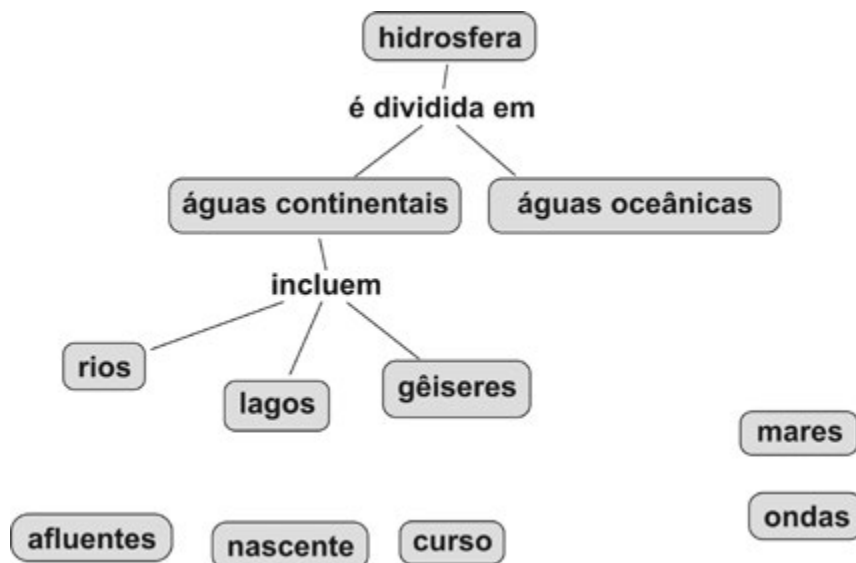 hidrosfera
é dividida em
águas continentais
águas oceânicas
incluem
rios
lagos
gêiseres
mares
afluentes
nascente
curso
ondas